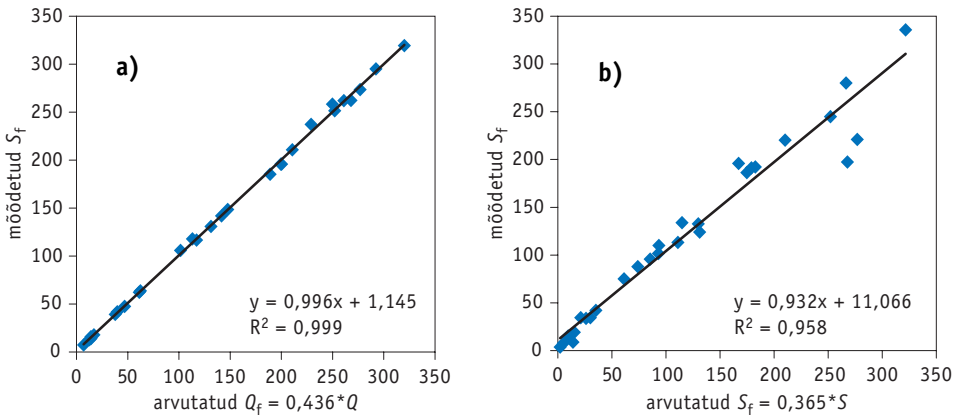 a)
mõõdetud Sf
350
300
250
200
150
100
50
0
y = 0,996x + 1,145
R² = 0,999
0 50 100 150 200 250 300 350
arvutatud Qf = 0,436*Q
b)
mõõdetud Sf
350
300
250
200
150
100
50
0
y = 0,932x + 11,066
R² = 0,958
0 50 100 150 200 250 300 350
arvutatud Sf = 0,365*S